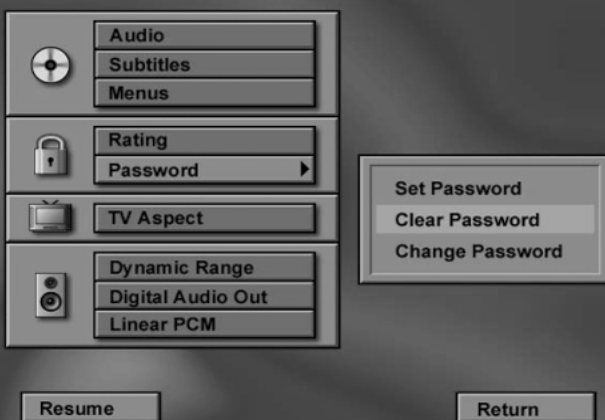 Audio
Subtitles
Menus
Rating
Password
TV Aspect
Dynamic Range
Digital Audio Out
Linear PCM
Set Password
Clear Password
Change Password
Resume
Return